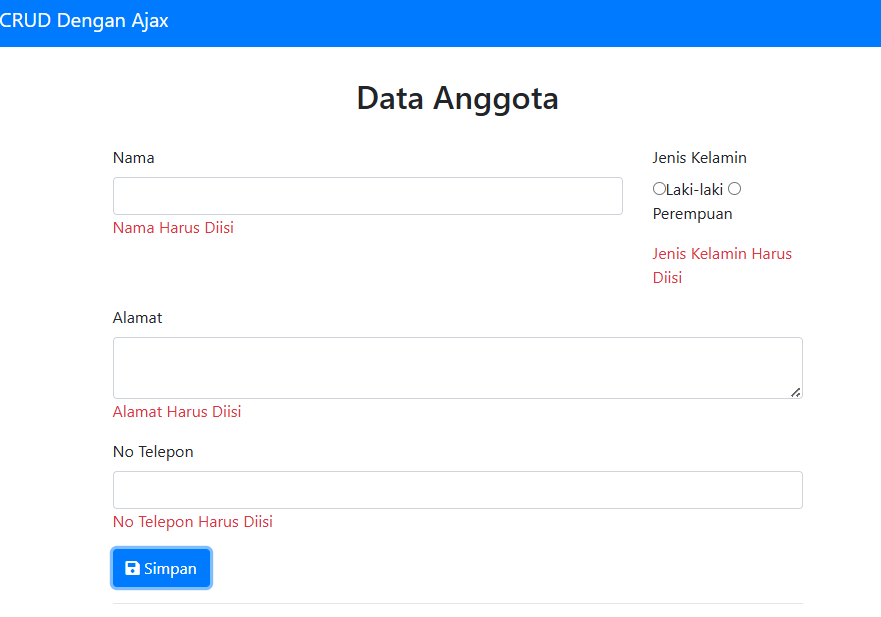 CRUD Dengan Ajax
Data Anggota
Nama
Nama Harus Diisi
Jenis Kelamin
Laki-laki
Perempuan
Jenis Kelamin Harus
Diisi
Alamat
Alamat Harus Diisi
No Telepon
No Telepon Harus Diisi
Simpan